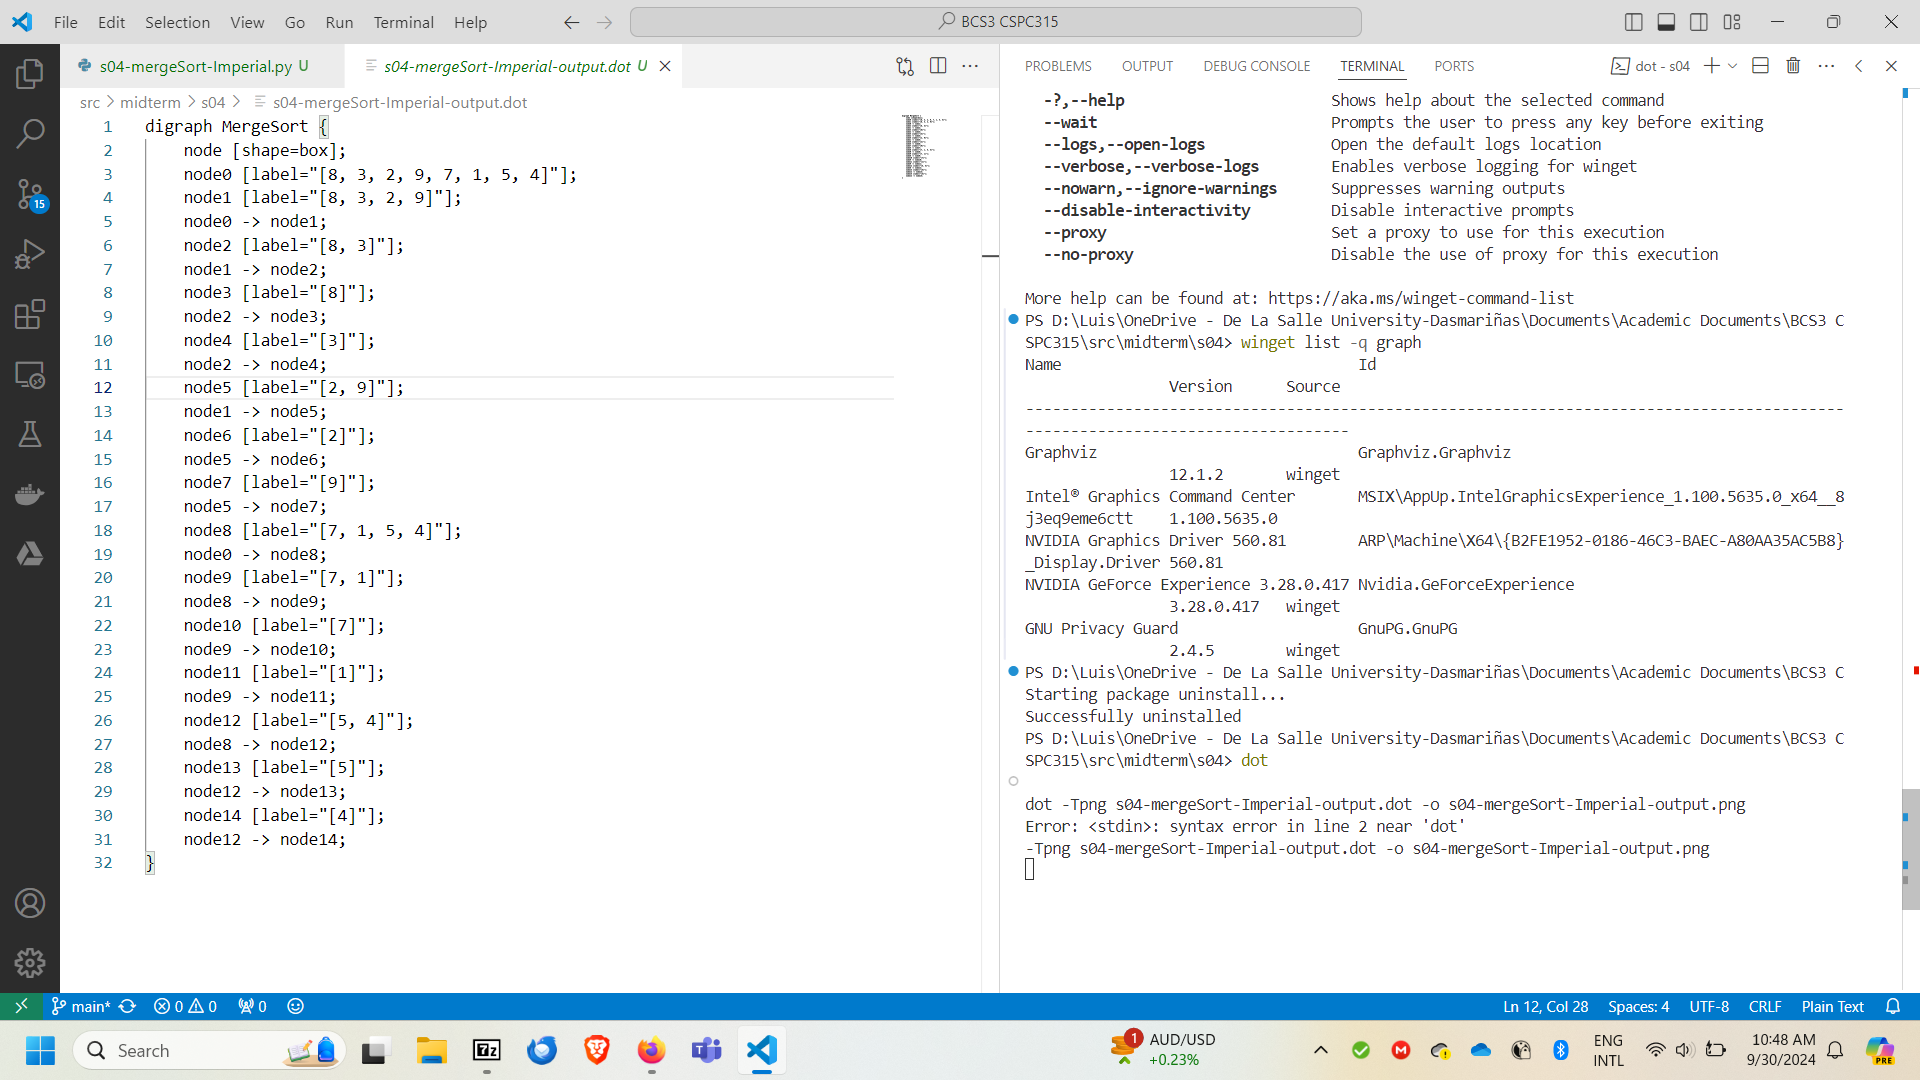 File Edit Selection View Go Run Terminal Help
BCS3 CSPC315
s04-mergeSort-Imperial.py U
s04-mergeSort-Imperial-output.dot U
src > midterm > s04 > s04-mergeSort-Imperial-output.dot
1 digraph MergeSort {
2 node [shape=box];
3 node0 [label="[8, 3, 2, 9, 7, 1, 5, 4]"];
4 node1 [label="[8, 3, 2, 9]"];
5 node0 -> node1;
6 node2 [label="[8, 3]"];
7 node1 -> node2;
8 node3 [label="[8]"];
9 node2 -> node3;
10 node4 [label="[3]"];
11 node2 -> node4;
12 node5 [label="[2, 9]"];
13 node1 -> node5;
14 node6 [label="[2]"];
15 node5 -> node6;
16 node7 [label="[9]"];
17 node5 -> node7;
18 node8 [label="[7, 1, 5, 4]"];
19 node0 -> node8;
20 node9 [label="[7, 1]"];
21 node8 -> node9;
22 node10 [label="[7]"];
23 node9 -> node10;
24 node11 [label="[1]"];
25 node9 -> node11;
26 node12 [label="[5, 4]"];
27 node8 -> node12;
28 node13 [label="[5]"];
29 node12 -> node13;
30 node14 [label="[4]"];
31 node12 -> node14;
32 }
15
PROBLEMS OUTPUT DEBUG CONSOLE TERMINAL PORTS
dot - s04
-?,--help Shows help about the selected command
--wait Prompts the user to press any key before exiting
--logs,--open-logs Open the default logs location
--verbose,--verbose-logs Enables verbose logging for winget
--nowarn,--ignore-warnings Suppresses warning outputs
--disable-interactivity Disable interactive prompts
--proxy Set a proxy to use for this execution
--no-proxy Disable the use of proxy for this execution
More help can be found at: https://aka.ms/winget-command-list
PS D:\Luis\OneDrive - De La Salle University-Dasmariñas\Documents\Academic Documents\BCS3 C
SPC315\src\midterm\s04> winget list -q graph
Name Id
Version Source
-------------------------------------------------------------------------------------------
------------------------------------
Graphviz Graphviz.Graphviz
12.1.2 winget
Intel® Graphics Command Center MSIX\AppUp.IntelGraphicsExperience_1.100.5635.0_x64__8
j3eq9eme6ctt 1.100.5635.0
NVIDIA Graphics Driver 560.81 ARP\Machine\X64\{B2FE1952-0186-46C3-BAEC-A80AA35AC5B8}
_Display.Driver 560.81
NVIDIA GeForce Experience 3.28.0.417 Nvidia.GeForceExperience
3.28.0.417 winget
GNU Privacy Guard GnuPG.GnuPG
2.4.5 winget
PS D:\Luis\OneDrive - De La Salle University-Dasmariñas\Documents\Academic Documents\BCS3 C
Starting package uninstall...
Successfully uninstalled
PS D:\Luis\OneDrive - De La Salle University-Dasmariñas\Documents\Academic Documents\BCS3 C
SPC315\src\midterm\s04> dot
dot -Tpng s04-mergeSort-Imperial-output.dot -o s04-mergeSort-Imperial-output.png
Error: <stdin>: syntax error in line 2 near 'dot'
-Tpng s04-mergeSort-Imperial-output.dot -o s04-mergeSort-Imperial-output.png
main* 0 0 0
Ln 12, Col 28 Spaces: 4 UTF-8 CRLF Plain Text
Search
1
AUD/USD
+0.23%
ENG
INTL
10:48 AM
9/30/2024
PRE